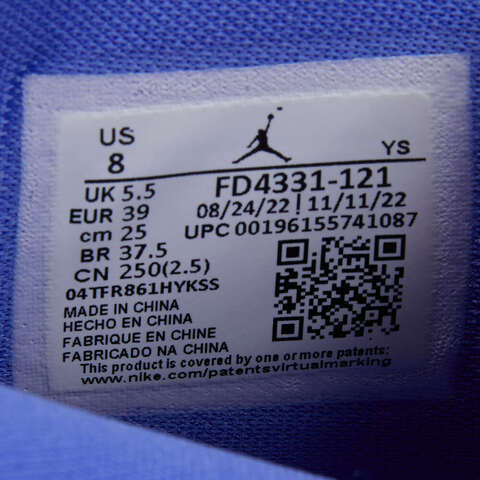 US
8
YS
UK 5.5
EUR 39
cm 25
BR 37.5
CN 250(2.5)
FD4331-121
08/24/22 | 11/11/22
UPC 00196155741087
04TFR861HYKSS
MADE IN CHINA
HECHO EN CHINA
FABRIQUE EN CHINE
FABRICADO NA CHINA
This product is covered by one or more patents:
www.nike.com/patentsvirtualmarking